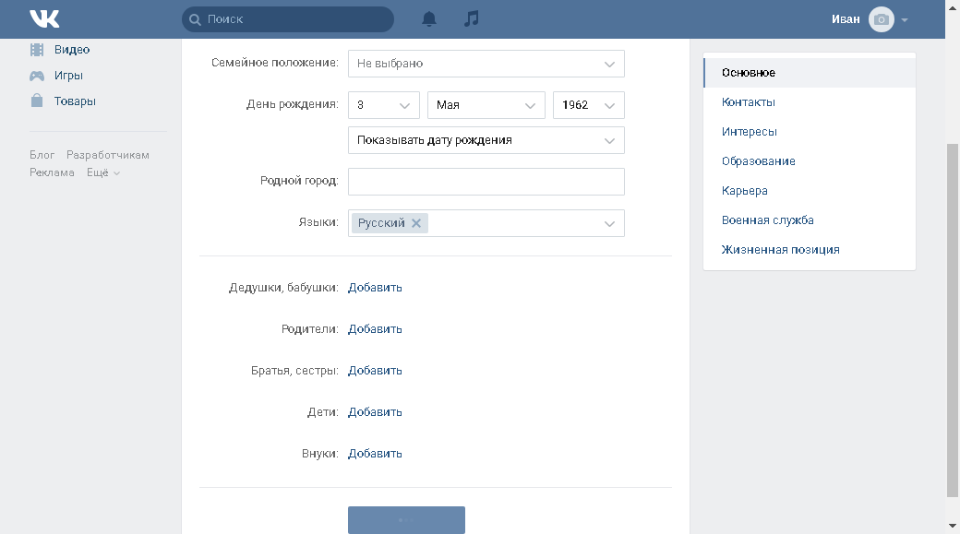 VK
Поиск
Иван
Видео
Игры
Товары
Блог Разработчикам
Реклама Ещё
Семейное положение: Не выбрано
День рождения: 3 Мая 1962
Показывать дату рождения
Родной город:
Языки: Русский
Дедушки, бабушки: Добавить
Родители: Добавить
Братья, сестры: Добавить
Дети: Добавить
Внуки: Добавить
Основное
Контакты
Интересы
Образование
Карьера
Военная служба
Жизненная позиция